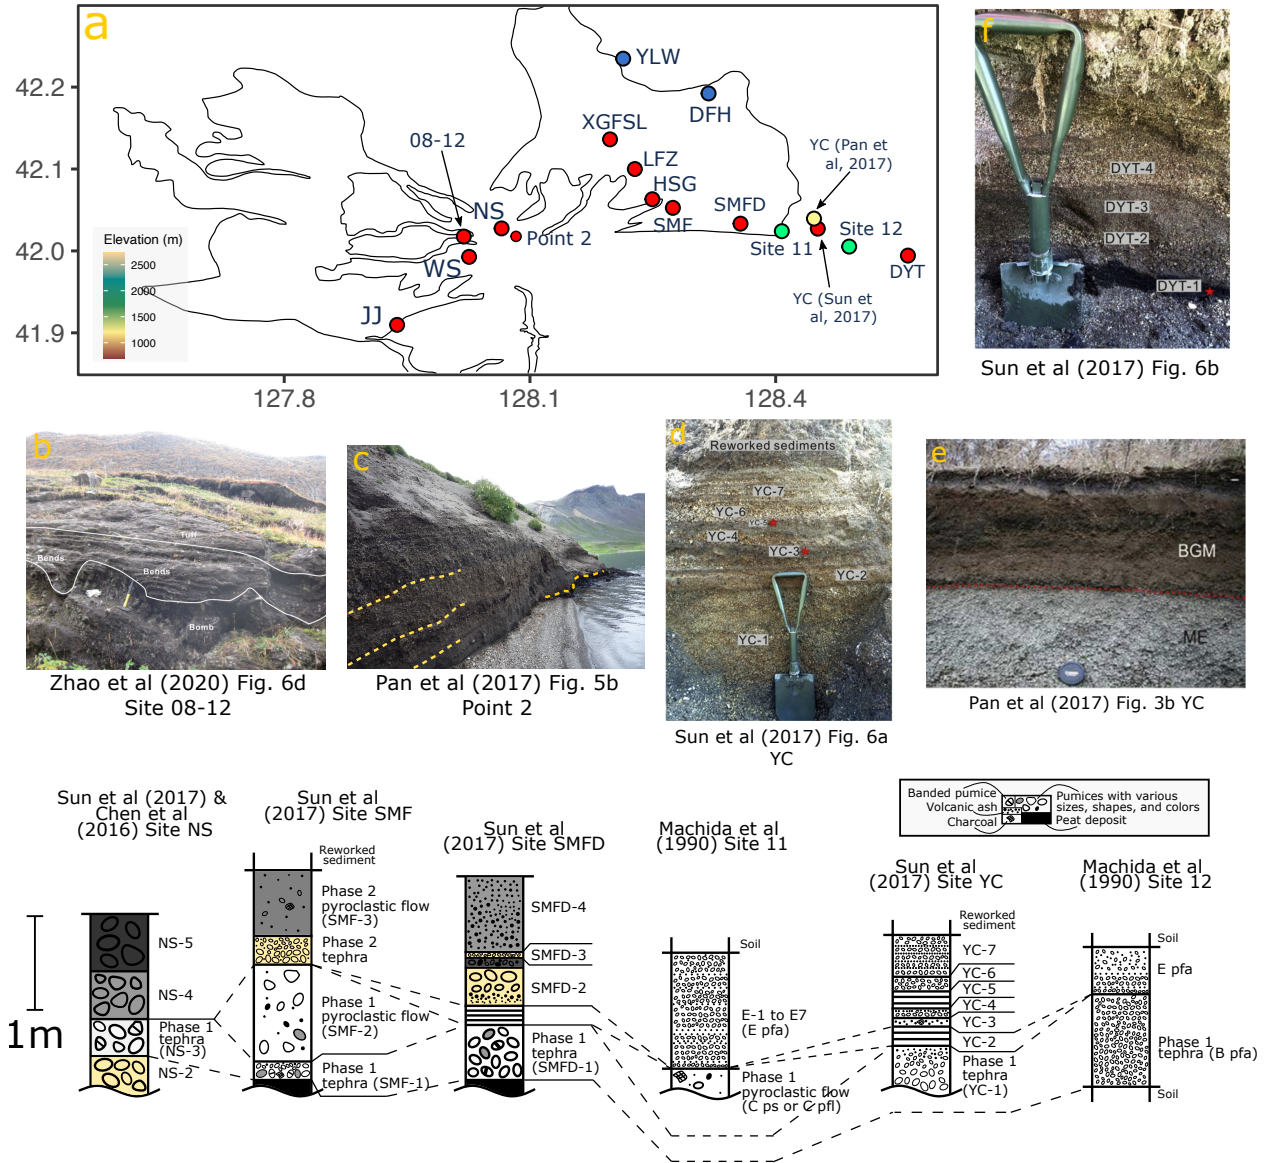 a
42.2
42.1
42.0
41.9
127.8
128.1
128.4
YLW
DFH
XGFSL
08-12
LFZ
HSG
NS
SMF
SMFD
Point 2
WS
JJ
YC (Pan et
al, 2017)
Site 11
Site 12
DYT
YC (Sun et
al, 2017)
Elevation (m)
2500
2000
1500
1000
f
DYT-4
DYT-3
DYT-2
DYT-1
Sun et al (2017) Fig. 6b
b
Tuff
Bends
Bends
Bomb
Zhao et al (2020) Fig. 6d
Site 08-12
c
Pan et al (2017) Fig. 5b
Point 2
d
Reworked sediments
YC-7
YC-6
YC-5
YC-4
YC-3
YC-2
YC-1
Sun et al (2017) Fig. 6a
YC
e
BGM
ME
Pan et al (2017) Fig. 3b YC
Banded pumice
Volcanic ash
Charcoal
Pumices with various
sizes, shapes, and colors
Peat deposit
1m
Sun et al (2017) &
Chen et al
(2016) Site NS
NS-5
NS-4
Phase 1
tephra
(NS-3)
NS-2
Sun et al
(2017) Site SMF
Reworked
sediment
Phase 2
pyroclastic flow
(SMF-3)
Phase 2
tephra
Phase 1
pyroclastic flow
(SMF-2)
Phase 1
tephra (SMF-1)
Sun et al
(2017) Site SMFD
SMFD-4
SMFD-3
SMFD-2
Phase 1
tephra
(SMFD-1)
Machida et al
(1990) Site 11
Soil
E-1 to E7
(E pfa)
Phase 1
pyroclastic flow
(C ps or C pfl)
Sun et al
(2017) Site YC
Reworked
sediment
YC-7
YC-6
YC-5
YC-4
YC-3
YC-2
Phase 1
tephra
(YC-1)
Machida et al
(1990) Site 12
Soil
E pfa
Phase 1
tephra (B pfa)
Soil